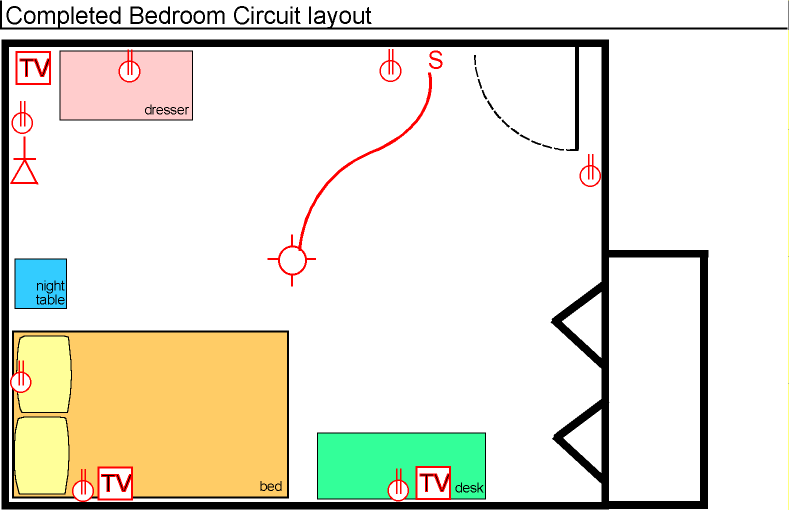 Completed Bedroom Circuit layout
TV
S
dresser
night
table
bed
TV
TV
desk